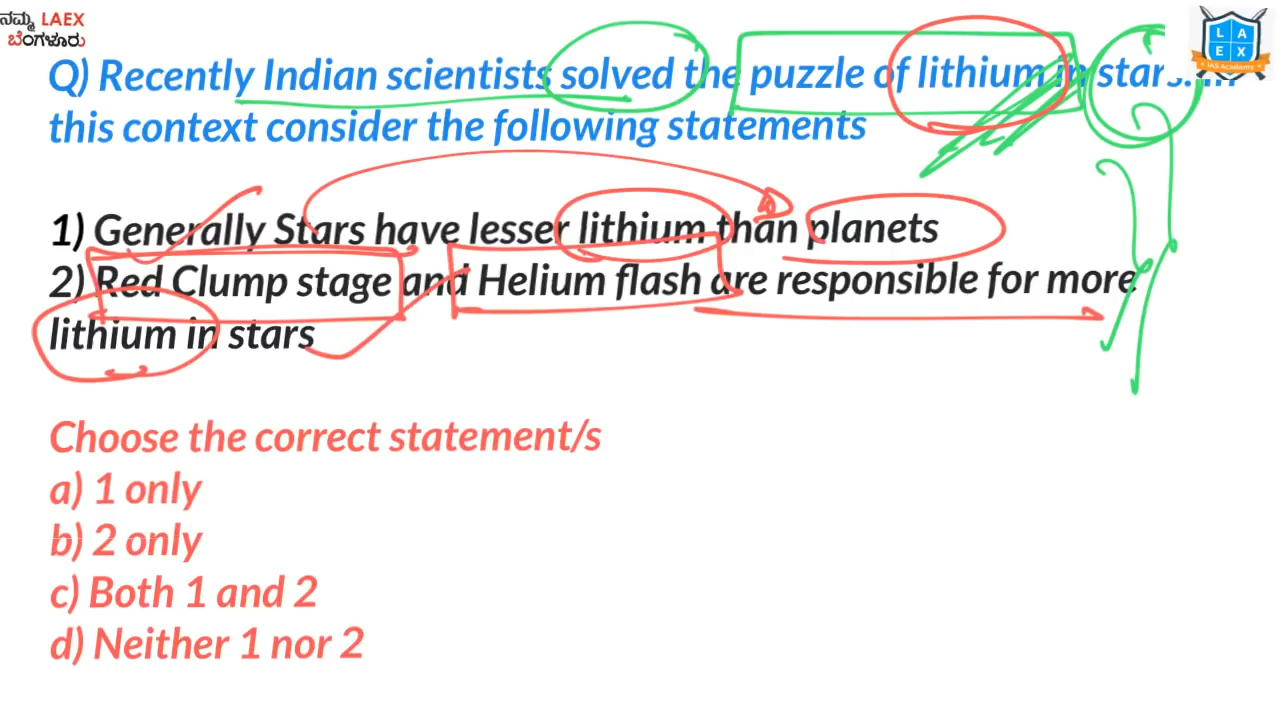 ನಮ್ಮ LAEX
ಬೆಂಗಳೂರು
L A
E X
IAS Academy
Q) Recently Indian scientists solved the puzzle of lithium in stars. In
this context consider the following statements
1) Generally Stars have lesser lithium than planets
2) Red Clump stage and Helium flash are responsible for more
lithium in stars
Choose the correct statement/s
a) 1 only
b) 2 only
c) Both 1 and 2
d) Neither 1 nor 2